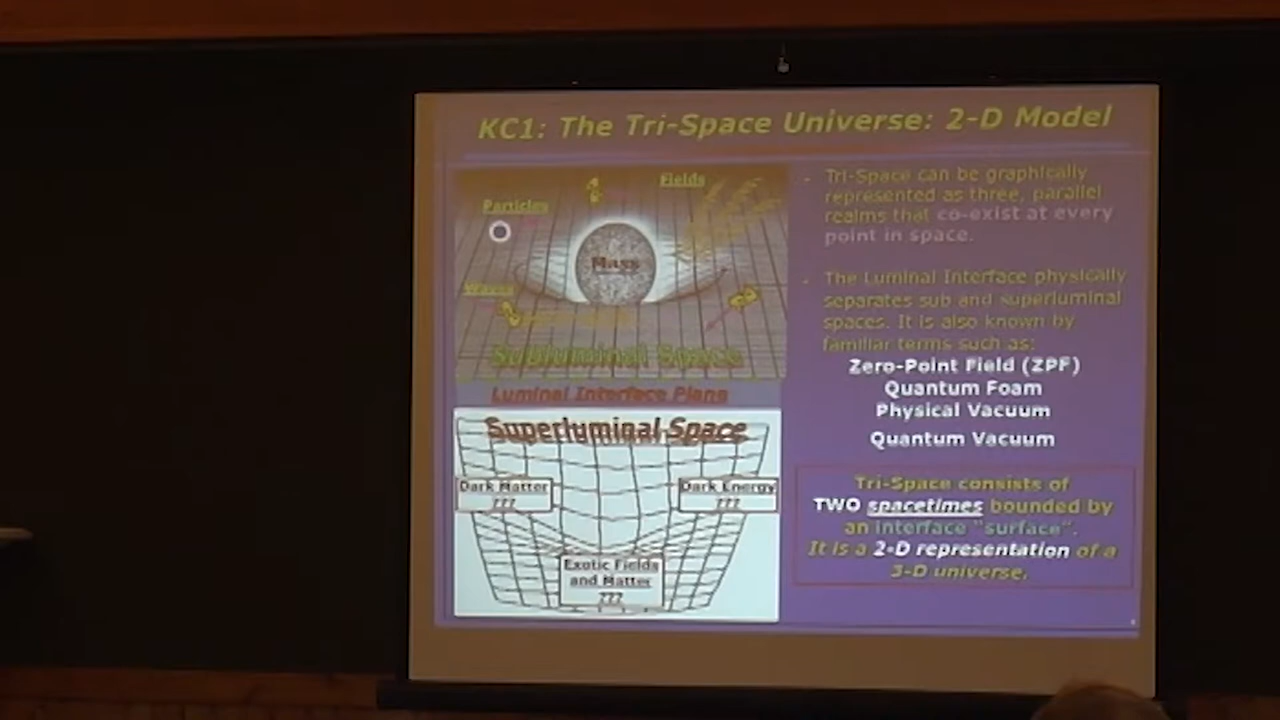 KC1: The Tri-Space Universe: 2-D Model
Fields
Particles
Mass
Waves
Subluminal Space
Luminal Interface Plane
Superluminal Space
Dark Matter
???
Dark Energy
???
Exotic Fields
and Matter
???
- Tri-Space can be graphically
represented as three, parallel
realms that co-exist at every
point in space.
- The Luminal Interface physically
separates sub and superluminal
spaces. It is also known by
familiar terms such as:
Zero-Point Field (ZPF)
Quantum Foam
Physical Vacuum
Quantum Vacuum
Tri-Space consists of
TWO spacetimes bounded by
an interface "surface".
It is a 2-D representation of a
3-D universe.